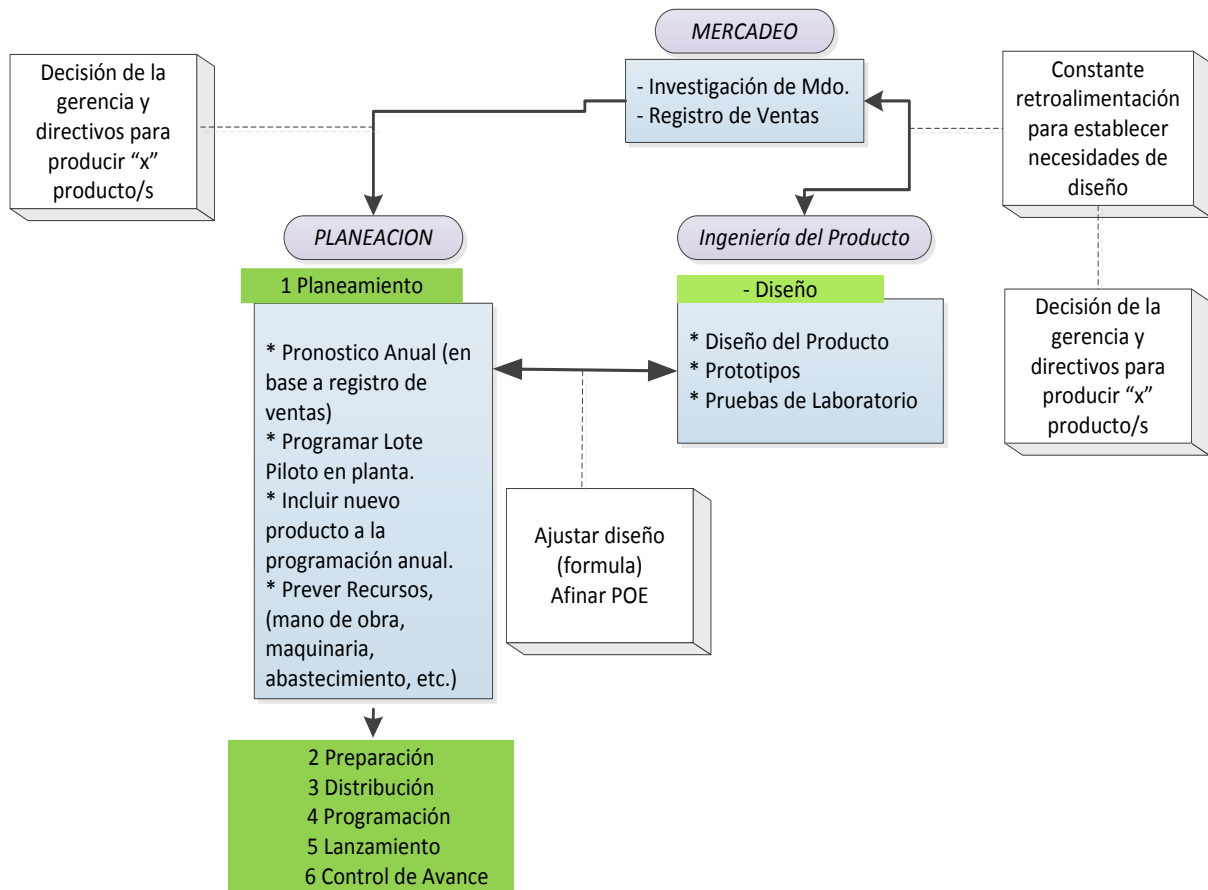 MERCADEO
Decisión de la
gerencia y
directivos para
producir “x”
producto/s
- Investigación de Mdo.
- Registro de Ventas
Constante
retroalimentación
para establecer
necesidades de
diseño
PLANEACION
Ingeniería del Producto
1 Planeamiento
- Diseño
* Pronostico Anual (en
base a registro de
ventas)
* Programar Lote
Piloto en planta.
* Incluir nuevo
producto a la
programación anual.
* Prever Recursos,
(mano de obra,
maquinaria,
abastecimiento, etc.)
* Diseño del Producto
* Prototipos
* Pruebas de Laboratorio
Decisión de la
gerencia y
directivos para
producir “x”
producto/s
Ajustar diseño
(formula)
Afinar POE
2 Preparación
3 Distribución
4 Programación
5 Lanzamiento
6 Control de Avance